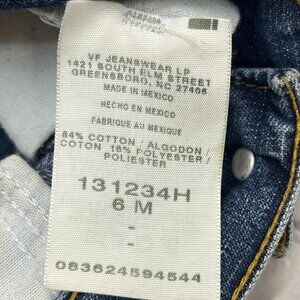 VF JEANSWEAR LP
1421 SOUTH ELM STREET
GREENSBORO, NC 27406
MADE IN MEXICO
HECHO EN MEXICO
FABRIQUE AU MEXIQUE
84% COTTON / ALGODON /
COTON 16% POLYESTER /
POLIESTER
131234H
6 M
-
-
083624594544